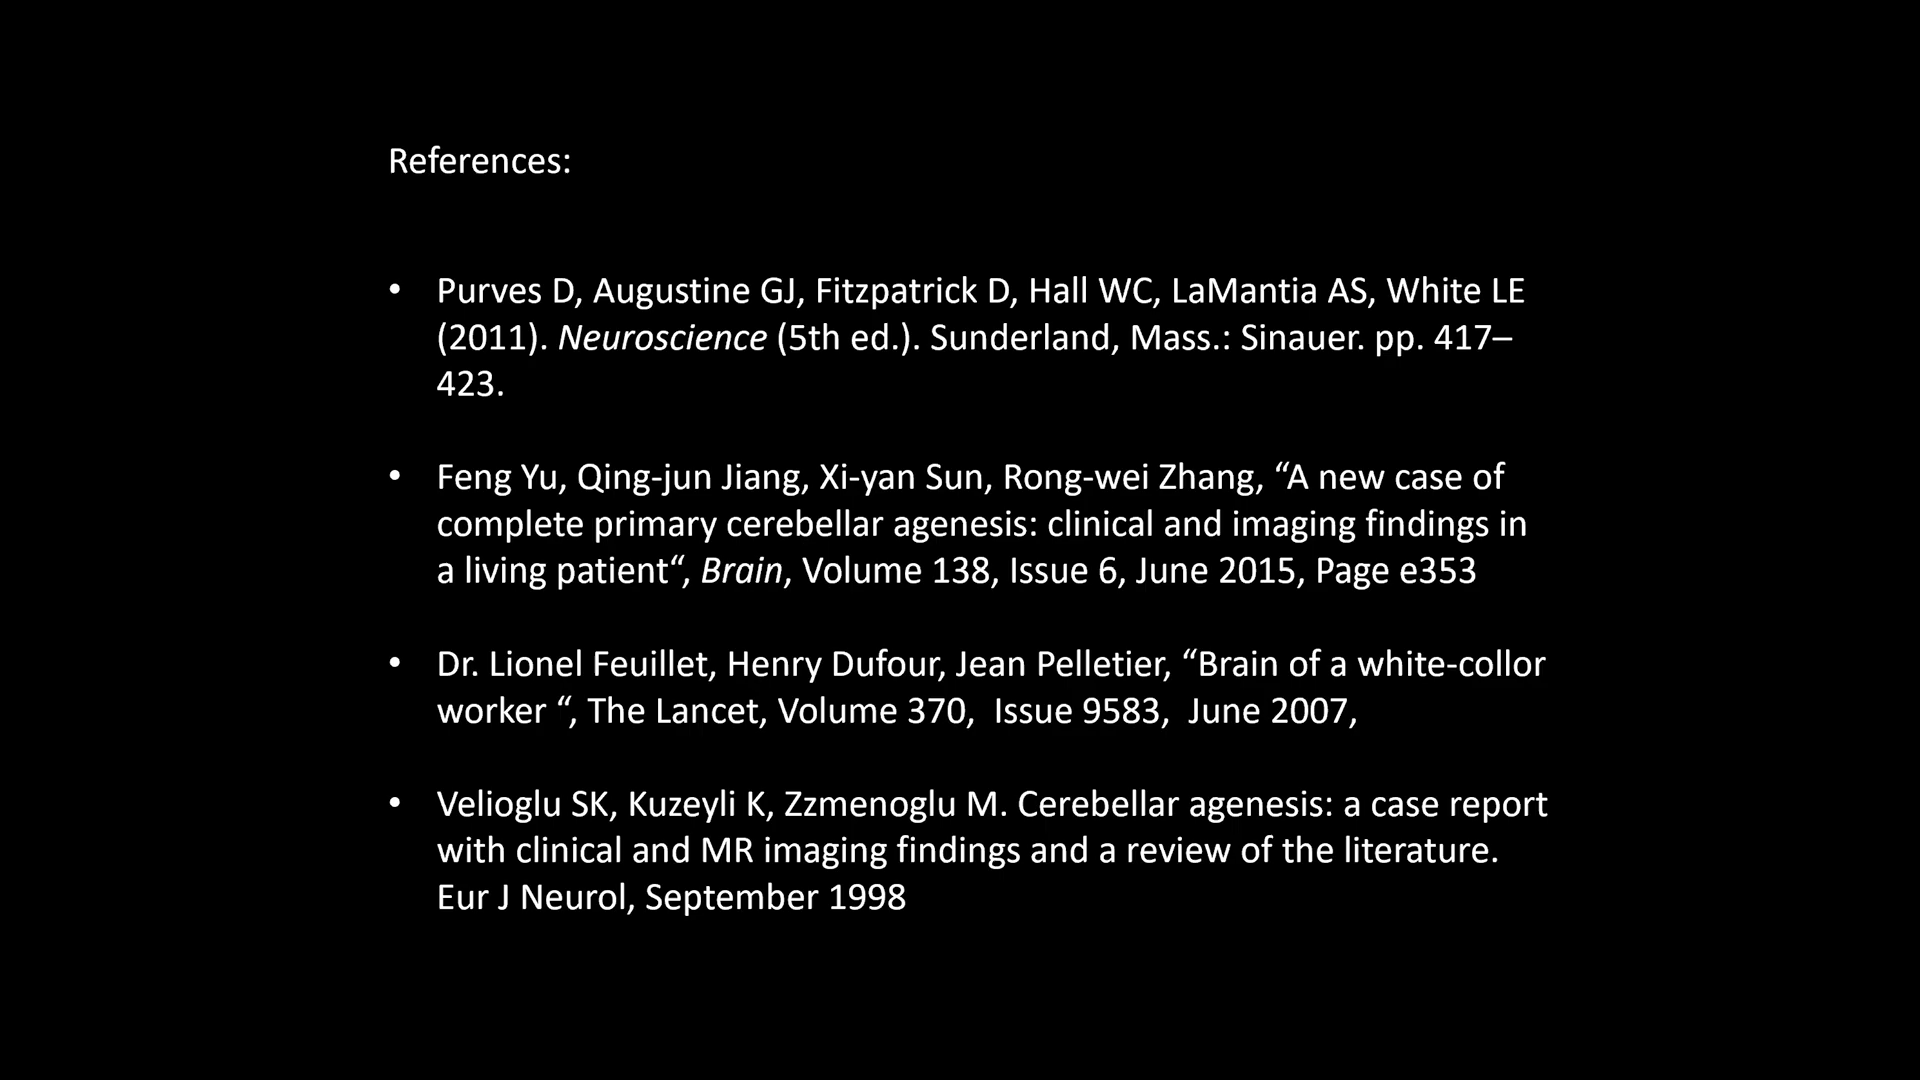 References:
• Purves D, Augustine GJ, Fitzpatrick D, Hall WC, LaMantia AS, White LE
(2011). Neuroscience (5th ed.). Sunderland, Mass.: Sinauer. pp. 417–
423.
• Feng Yu, Qing-jun Jiang, Xi-yan Sun, Rong-wei Zhang, “A new case of
complete primary cerebellar agenesis: clinical and imaging findings in
a living patient“, Brain, Volume 138, Issue 6, June 2015, Page e353
• Dr. Lionel Feuillet, Henry Dufour, Jean Pelletier, “Brain of a white-collor
worker “, The Lancet, Volume 370,  Issue 9583,  June 2007,
• Velioglu SK, Kuzeyli K, Zzmenoglu M. Cerebellar agenesis: a case report
with clinical and MR imaging findings and a review of the literature.
Eur J Neurol, September 1998